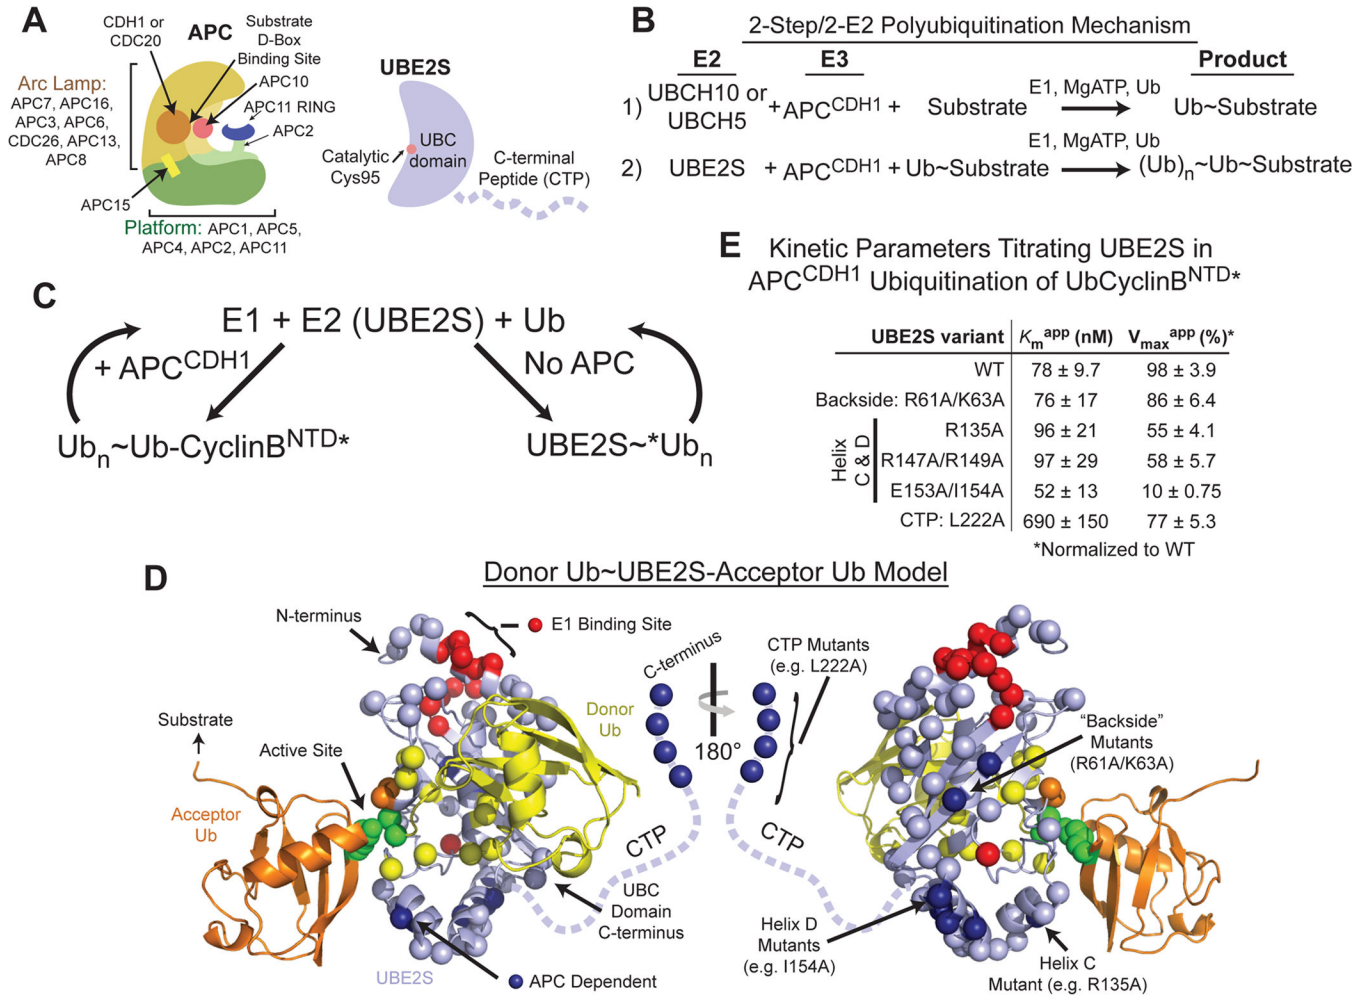 A
CDH1 or
CDC20
APC
Substrate
D-Box
Binding Site
APC10
APC11 RING
APC2
Arc Lamp:
APC7, APC16,
APC3, APC6,
CDC26, APC13,
APC8
APC15
Platform: APC1, APC5,
APC4, APC2, APC11
UBE2S
UBC
domain
Catalytic
Cys95
C-terminal
Peptide (CTP)
B
2-Step/2-E2 Polyubiquitination Mechanism
E2 E3 Product
1) UBCH10 or
UBCH5
+ APC^CDH1 + Substrate
E1, MgATP, Ub
Ub~Substrate
2) UBE2S + APC^CDH1 + Ub~Substrate
E1, MgATP, Ub
(Ub)n~Ub~Substrate
C
E1 + E2 (UBE2S) + Ub
+ APC^CDH1
No APC
Ubn~Ub-CyclinB^NTD*
UBE2S~*Ubn
E
Kinetic Parameters Titrating UBE2S in
APC^CDH1 Ubiquitination of UbCyclinB^NTD*
UBE2S variant Km^app (nM) Vmax^app (%)*
WT 78 ± 9.7 98 ± 3.9
Backside: R61A/K63A 76 ± 17 86 ± 6.4
Helix
C & D
R135A 96 ± 21 55 ± 4.1
R147A/R149A 97 ± 29 58 ± 5.7
E153A/I154A 52 ± 13 10 ± 0.75
CTP: L222A 690 ± 150 77 ± 5.3
*Normalized to WT
D
Donor Ub~UBE2S-Acceptor Ub Model
N-terminus
E1 Binding Site
C-terminus
CTP Mutants
(e.g. L222A)
Substrate
Active Site
Donor
Ub
180°
"Backside"
Mutants
(R61A/K63A)
Acceptor
Ub
CTP
CTP
UBC
Domain
C-terminus
Helix D
Mutants
(e.g. I154A)
UBE2S
APC Dependent
Helix C
Mutant (e.g. R135A)